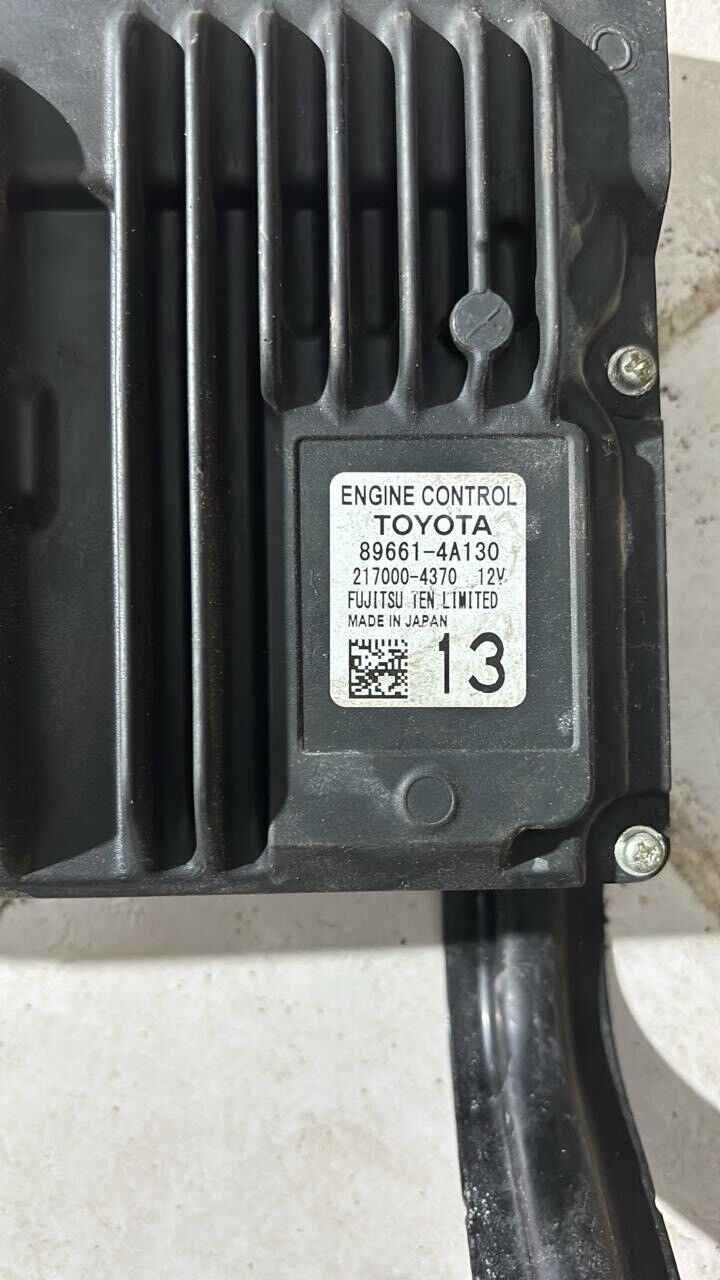 ENGINE CONTROL
TOYOTA
89661-4A130
217000-4370 12V
FUJITSU TEN LIMITED
MADE IN JAPAN
13